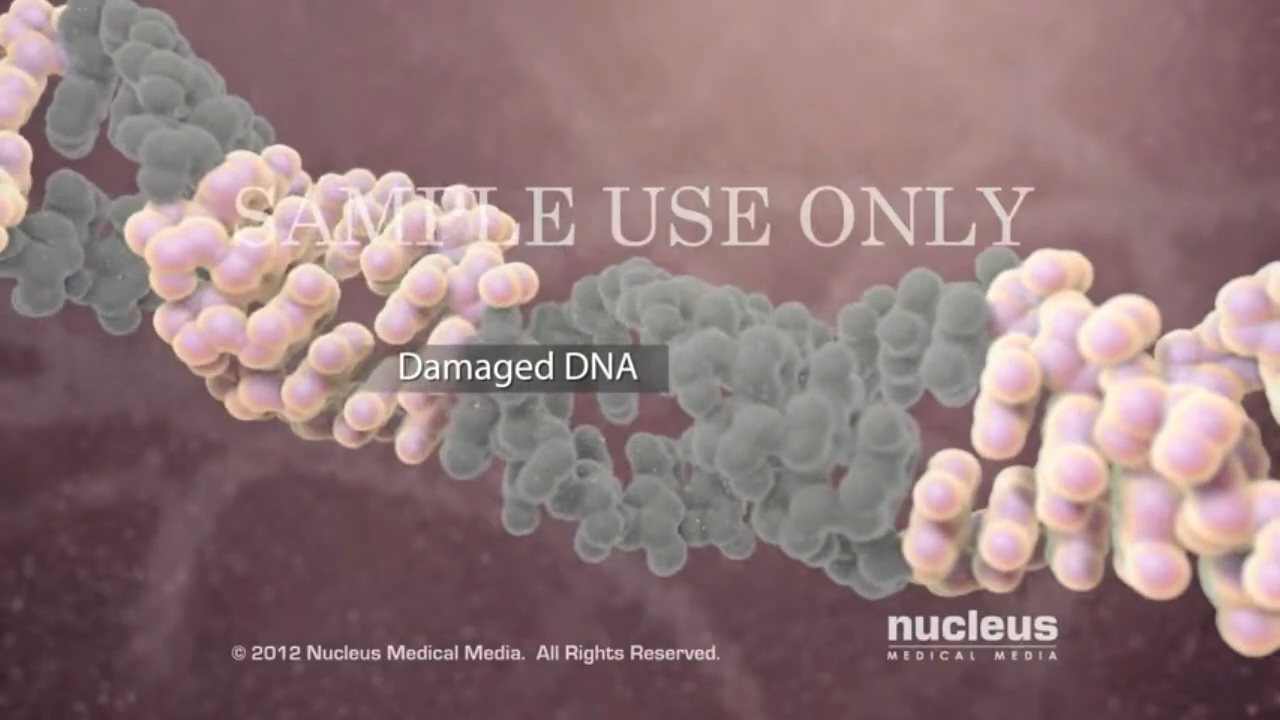 SAMPLE USE ONLY
Damaged DNA
nucleus
MEDICAL MEDIA
© 2012 Nucleus Medical Media. All Rights Reserved.